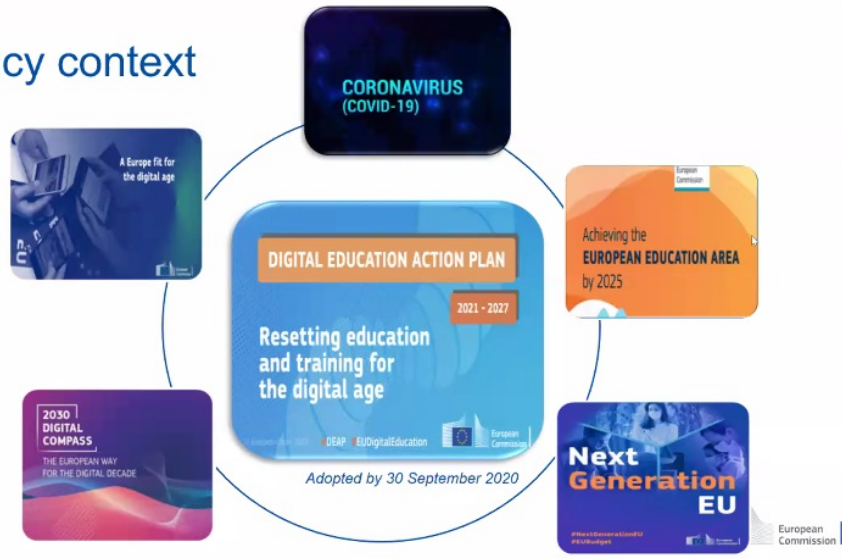 cy context
CORONAVIRUS
(COVID-19)
A Europe fit for
the digital age
European
Commission
Achieving the
EUROPEAN EDUCATION AREA
by 2025
DIGITAL EDUCATION ACTION PLAN
2021 - 2027
Resetting education
and training for
the digital age
#EUDigitalEducation
European
Commission
Adopted by 30 September 2020
2030
DIGITAL
COMPASS
THE EUROPEAN WAY
FOR THE DIGITAL DECADE
Next
Generation
EU
#NextGenerationEU
#EUBudget
European
Commission